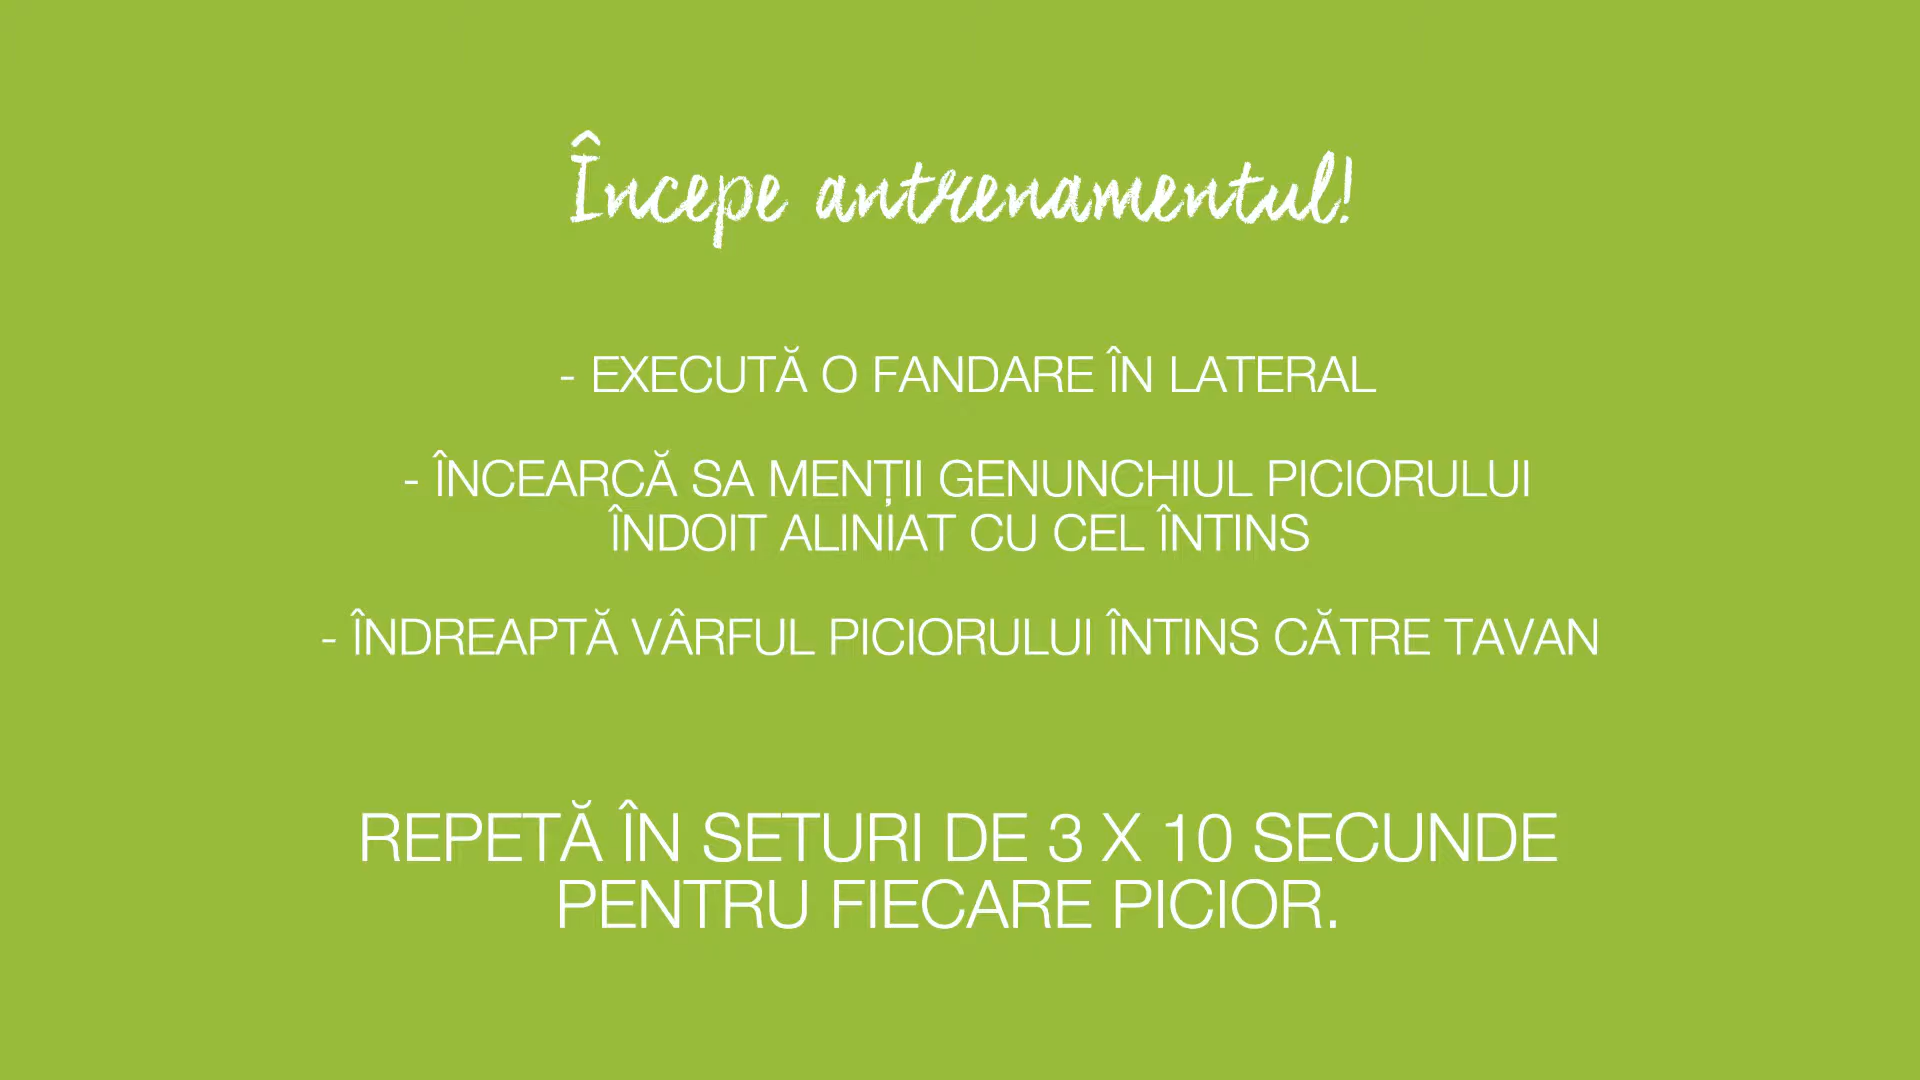 Începe antrenamentul!
- EXECUTĂ O FANDARE ÎN LATERAL
- ÎNCEARCĂ SA MENȚII GENUNCHIUL PICIORULUI
ÎNDOIT ALINIAT CU CEL ÎNTINS
- ÎNDREAPTĂ VÂRFUL PICIORULUI ÎNTINS CĂTRE TAVAN
REPETĂ ÎN SETURI DE 3 X 10 SECUNDE
PENTRU FIECARE PICIOR.